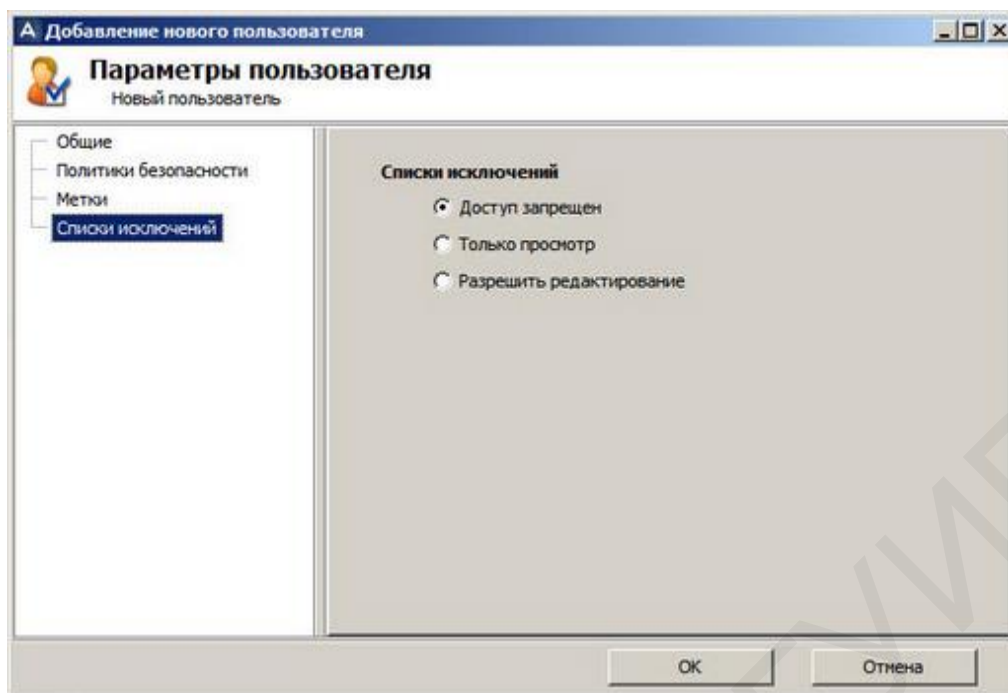 Добавление нового пользователя
Параметры пользователя
Новый пользователь
Общие
Политики безопасности
Метки
Списки исключений
Списки исключений
Доступ запрещен
Только просмотр
Разрешить редактирование
OK
Отмена